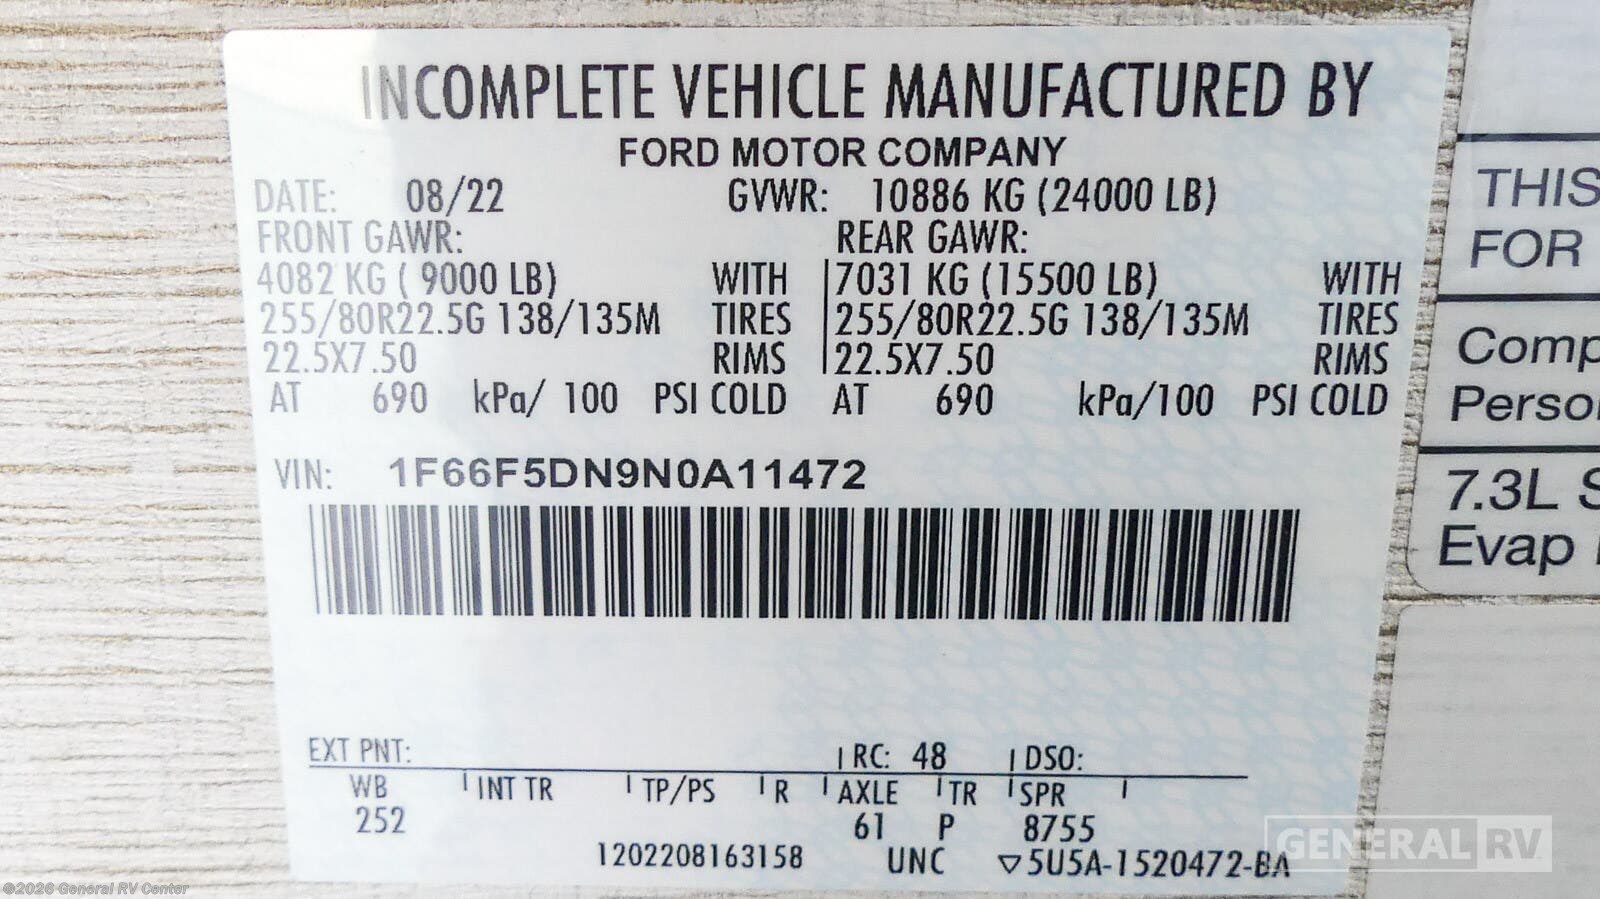 INCOMPLETE VEHICLE MANUFACTURED BY
FORD MOTOR COMPANY
DATE: 08/22 GVWR: 10886 KG (24000 LB)
FRONT GAWR: REAR GAWR:
4082 KG ( 9000 LB) WITH 7031 KG (15500 LB) WITH
255/80R22.5G 138/135M TIRES 255/80R22.5G 138/135M TIRES
22.5X7.50 RIMS 22.5X7.50 RIMS
AT 690 kPa/ 100 PSI COLD AT 690 kPa/100 PSI COLD
VIN: 1F66F5DN9N0A11472
EXT PNT: RC: 48 DSO:
WB INT TR TP/PS R AXLE TR SPR
252 61 P 8755
1202208163158 UNC ▽5U5A-1520472-BA
THIS
FOR
Comp
Perso
7.3L S
Evap
GENERAL RV
©2026 General RV Center